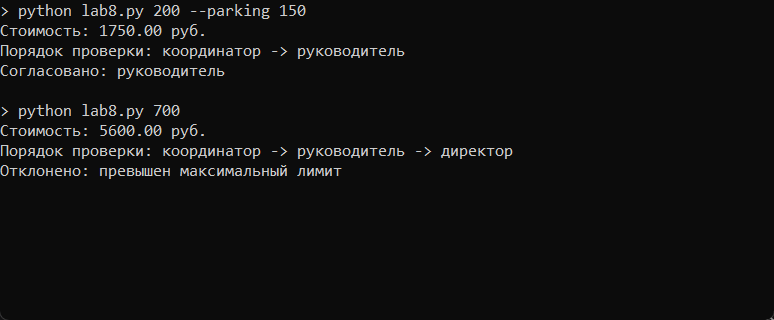 > python lab8.py 200 --parking 150
Стоимость: 1750.00 руб.
Порядок проверки: координатор -> руководитель
Согласовано: руководитель
> python lab8.py 700
Стоимость: 5600.00 руб.
Порядок проверки: координатор -> руководитель -> директор
Отклонено: превышен максимальный лимит